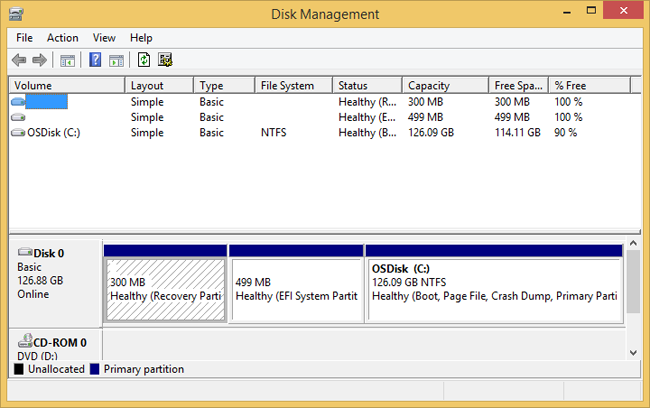 Disk Management
File Action View Help
Volume Layout Type File System Status Capacity Free Spa... % Free
Simple Basic Healthy (R... 300 MB 300 MB 100 %
Simple Basic Healthy (E... 499 MB 499 MB 100 %
OSDisk (C:) Simple Basic NTFS Healthy (B... 126.09 GB 114.11 GB 90 %
Disk 0
Basic
126.88 GB
Online
300 MB
Healthy (Recovery Parti
499 MB
Healthy (EFI System Partit
OSDisk (C:)
126.09 GB NTFS
Healthy (Boot, Page File, Crash Dump, Primary Parti
CD-ROM 0
DVD (D:)
Unallocated Primary partition